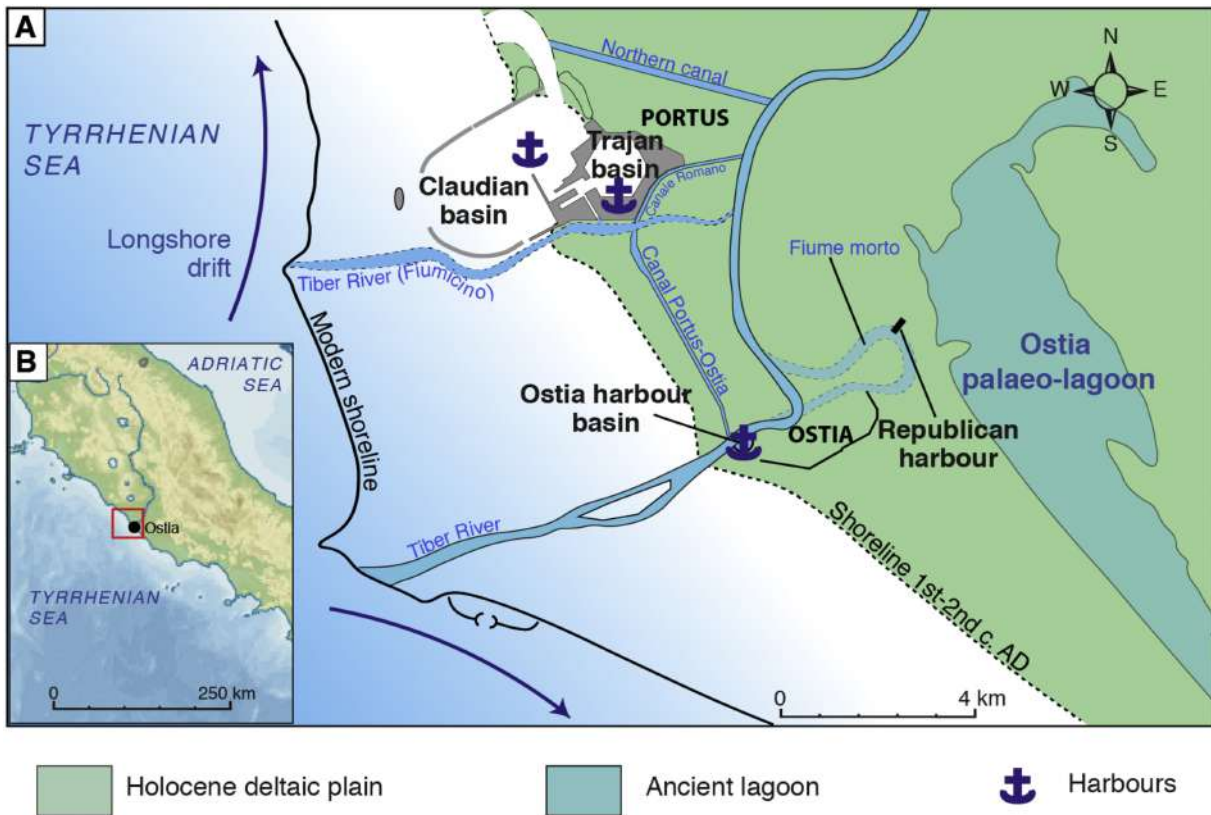 A
N
W
E
S
Northern canal
PORTUS
TYRRHENIAN
SEA
Trajan
basin
Claudian
basin
Canale Romano
Longshore
drift
Fiume morto
Tiber River (Fiumicino)
Canal Portus-Ostia
Modern shoreline
Ostia
palaeo-lagoon
Ostia harbour
basin
OSTIA
Republican
harbour
Tiber River
Shoreline 1st-2nd c. AD
0
4 km
B
ADRIATIC
SEA
Ostia
TYRRHENIAN
SEA
0
250 km
Holocene deltaic plain
Ancient lagoon
Harbours